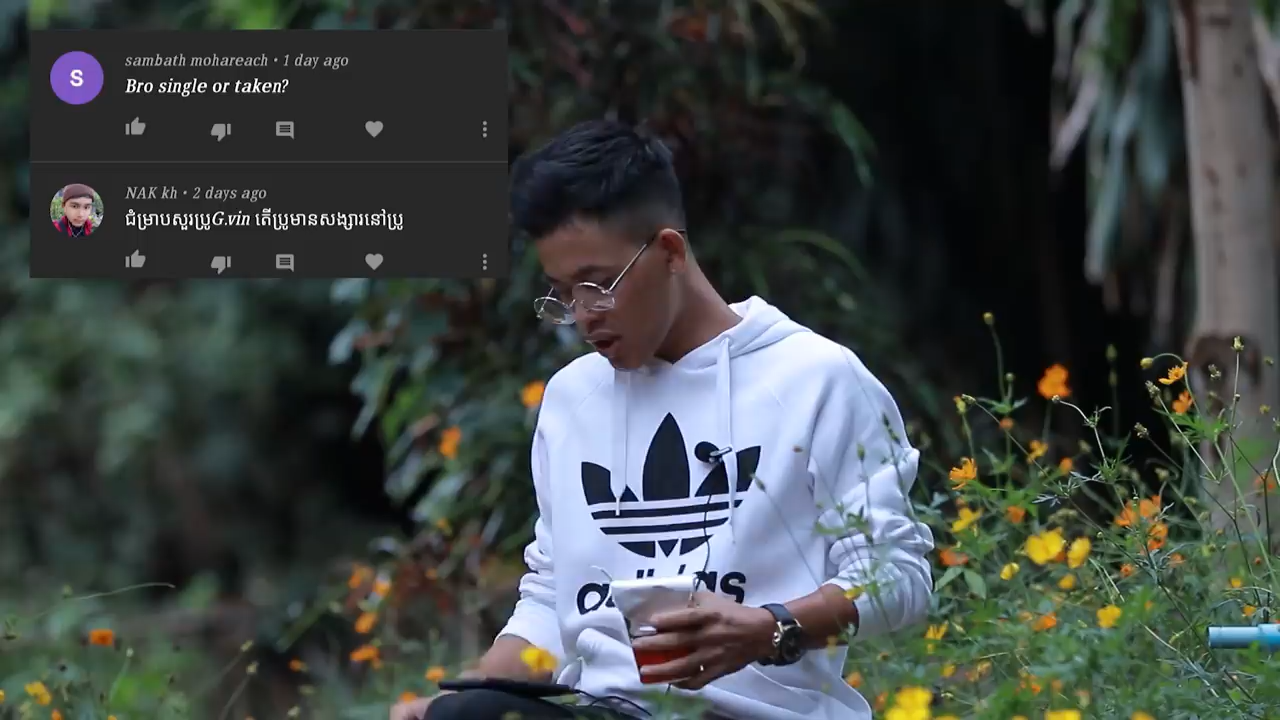 S
sambath mohareach • 1 day ago
Bro single or taken?
NAK kh • 2 days ago
ជំម្រាបសួរប្រូG.vin តើប្រូមានសង្សារនៅប្រូ